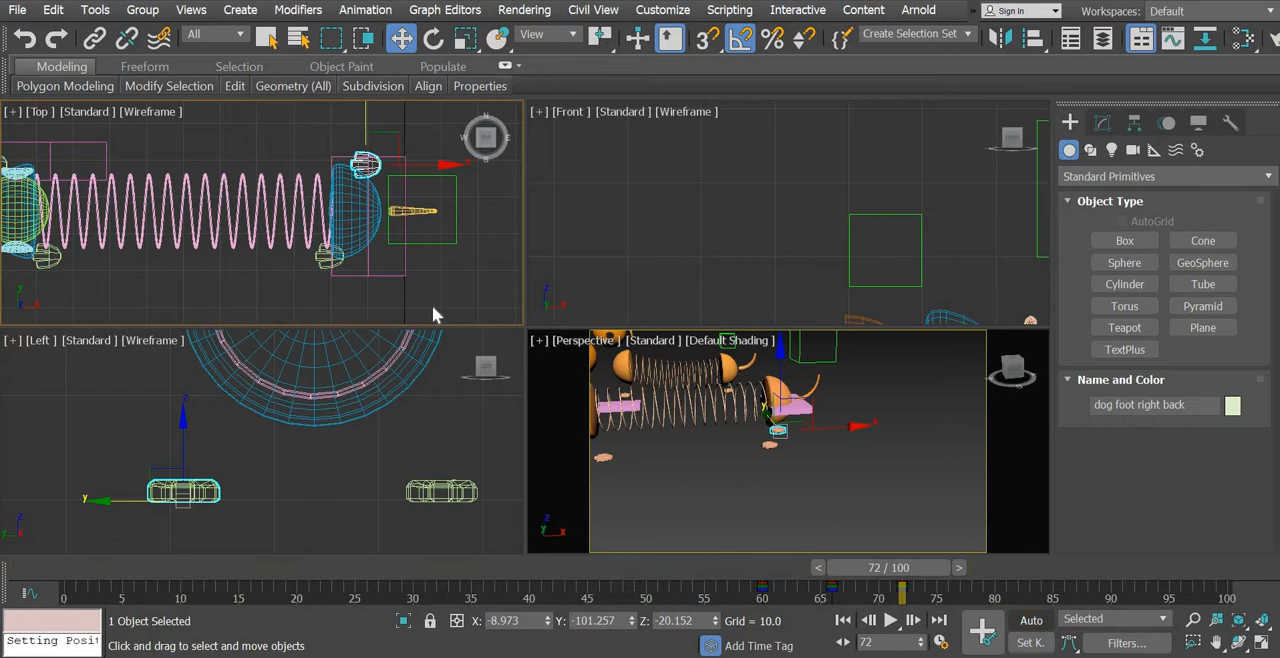 File Edit Tools Group Views Create Modifiers Animation Graph Editors Rendering Civil View Customize Scripting Interactive Content Arnold » Sign In Workspaces: Default
All View 3 Create Selection Set
Modeling Freeform Selection Object Paint Populate
Polygon Modeling Modify Selection Edit Geometry (All) Subdivision Align Properties
[+] [Top] [Standard] [Wireframe]
N
W E
S
y
z x
x
[+] [Front] [Standard] [Wireframe]
z
x
Standard Primitives
Object Type
AutoGrid
Box Cone
Sphere GeoSphere
Cylinder Tube
Torus Pyramid
Teapot Plane
TextPlus
Name and Color
dog foot right back
[+] [Left] [Standard] [Wireframe]
z
y
z
y
[+] [Perspective] [Standard] [Default Shading]
z
y
x
z
y x
< 72 / 100 >
0 5 10 15 20 25 30 35 40 45 50 55 60 65 70 75 80 85 90 95 100
1 Object Selected X: -8.973 Y: -101.257 Z: -20.152 Grid = 10.0 Auto Selected
Setting Posit Click and drag to select and move objects Add Time Tag 72 Set K. Filters...